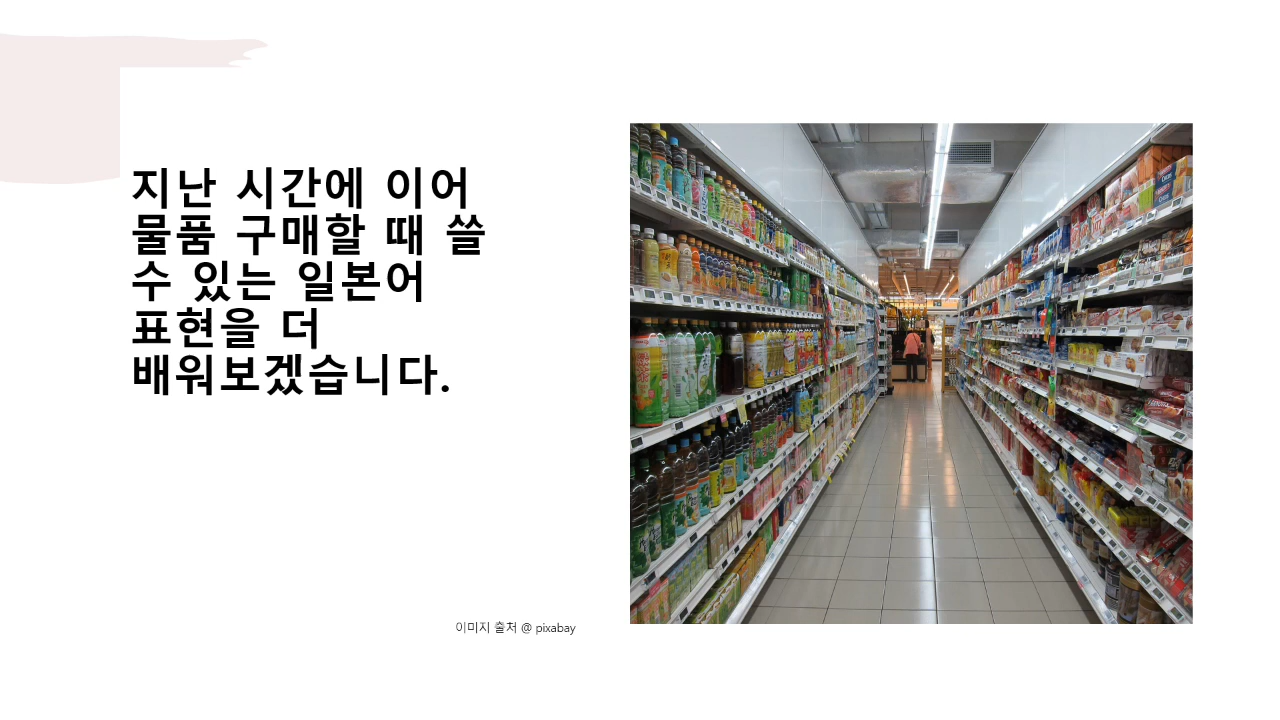 지난 시간에 이어
물품 구매할 때 쓸
수 있는 일본어
표현을 더
배워보겠습니다.
이미지 출처 @ pixabay